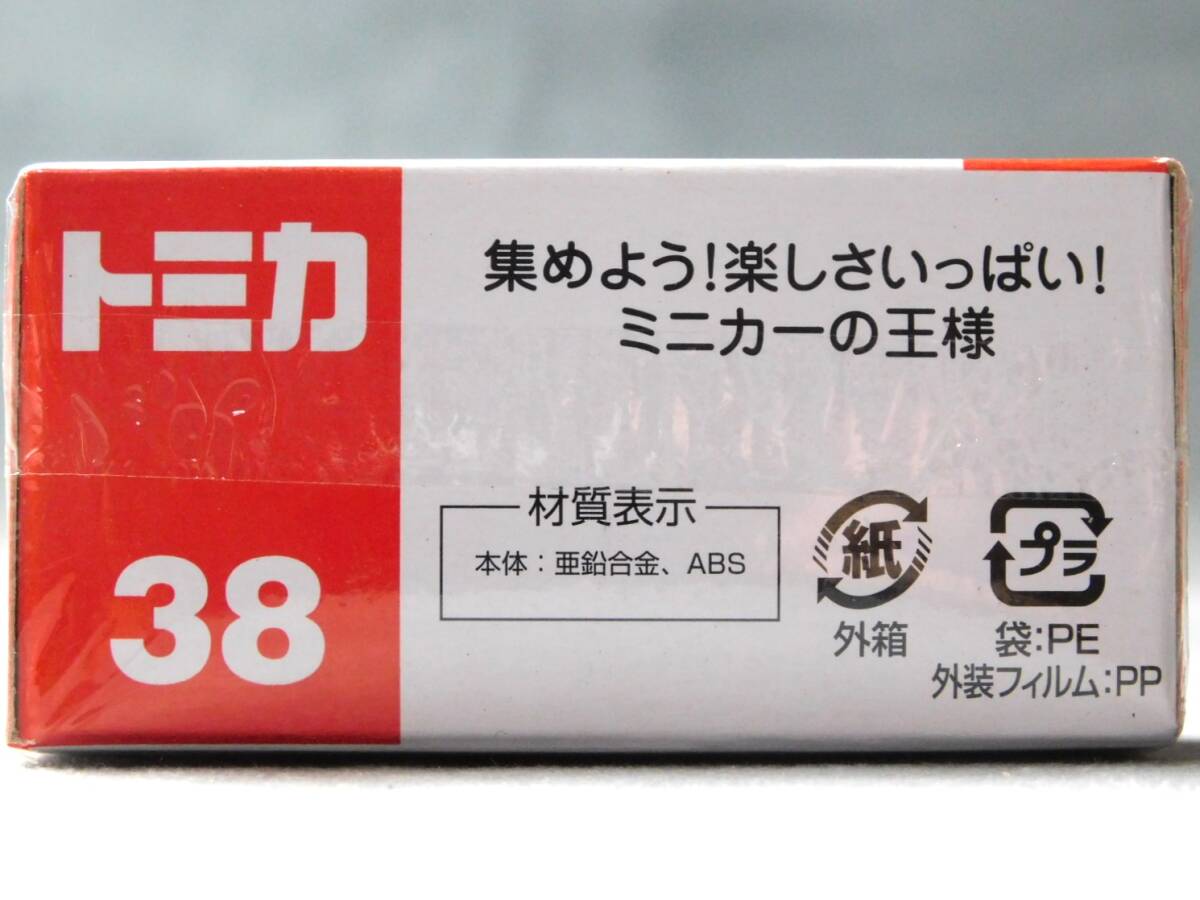 トミカ
38
集めよう!楽しさいっぱい!
ミニカーの王様
材質表示
本体：亜鉛合金、ABS
紙
外箱
プラ
袋:PE
外装フィルム:PP